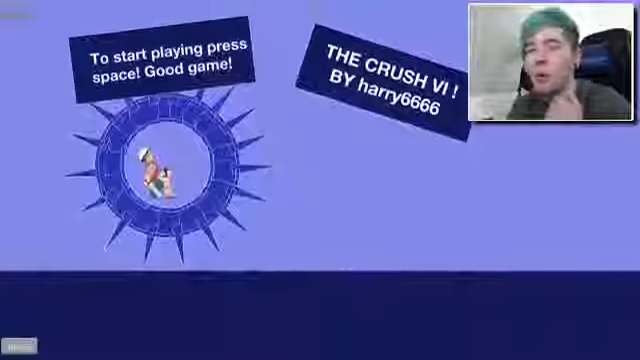 To start playing press
space! Good game!
THE CRUSH VI !
BY harry6666